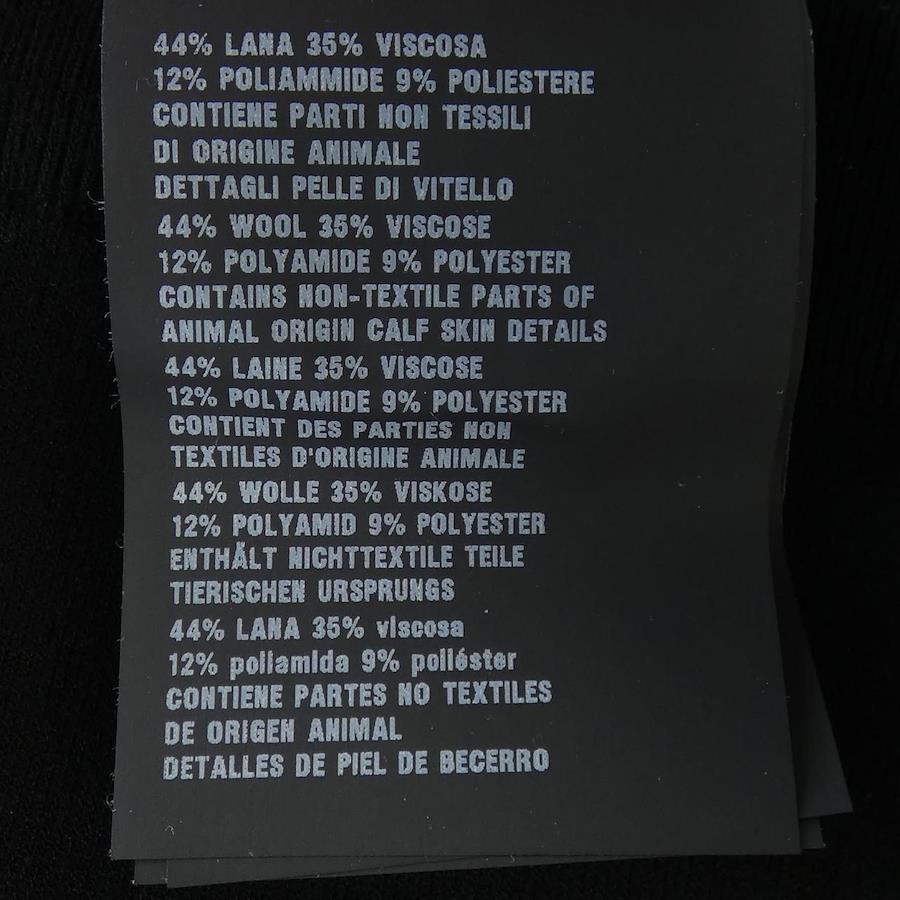 44% LANA 35% VISCOSA
12% POLIAMMIDE 9% POLIESTERE
CONTIENE PARTI NON TESSILI
DI ORIGINE ANIMALE
DETTAGLI PELLE DI VITELLO
44% WOOL 35% VISCOSE
12% POLYAMIDE 9% POLYESTER
CONTAINS NON-TEXTILE PARTS OF
ANIMAL ORIGIN CALF SKIN DETAILS
44% LAINE 35% VISCOSE
12% POLYAMIDE 9% POLYESTER
CONTIENT DES PARTIES NON
TEXTILES D'ORIGINE ANIMALE
44% WOLLE 35% VISKOSE
12% POLYAMID 9% POLYESTER
ENTHÄLT NICHTTEXTILE TEILE
TIERISCHEN URSPRUNGS
44% LANA 35% viscosa
12% poliamida 9% poliéster
CONTIENE PARTES NO TEXTILES
DE ORIGEN ANIMAL
DETALLES DE PIEL DE BECERRO